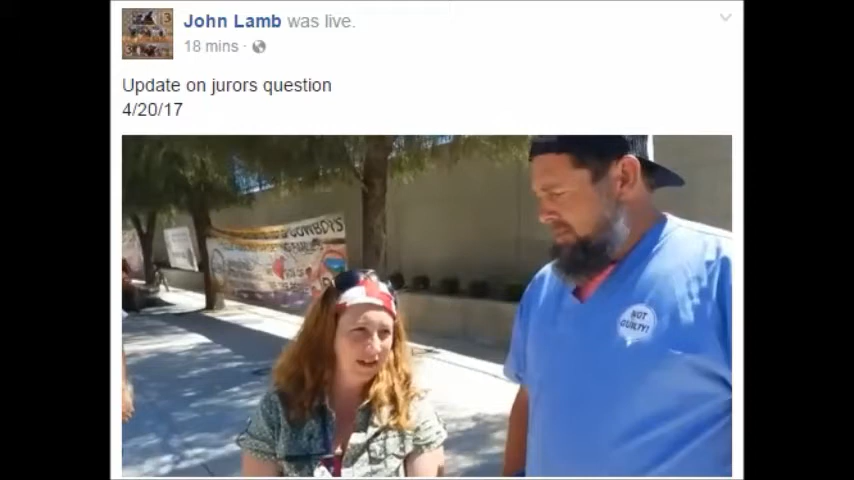 John Lamb was live.
18 mins
Update on jurors question
4/20/17
COWBOYS
NOT
GUILTY!